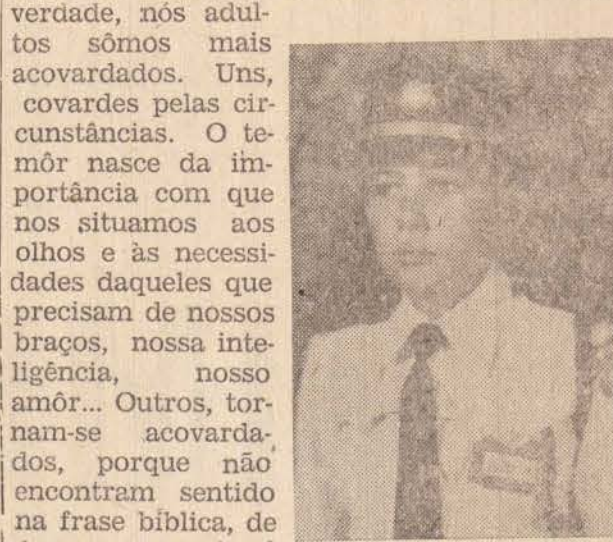 verdade, nós adul-
tos sômos mais
acovardados. Uns,
covardes pelas cir-
cunstâncias. O te-
môr nasce da im-
portância com que
nos situamos aos
olhos e às necessi-
dades daqueles que
precisam de nossos
braços, nossa inte-
ligência, nosso
amôr... Outros, tor-
nam-se acovarda-
dos, porque não
encontram sentido
na frase bíblica, de